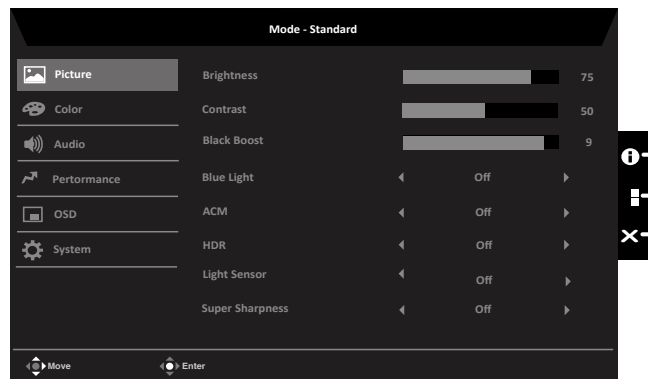 Mode - Standard
Picture
Brightness 75
Color
Contrast 50
Audio
Black Boost 9
Pertormance
Blue Light Off
OSD
ACM Off
System
HDR Off
Light Sensor Off
Super Sharpness Off
Move Enter